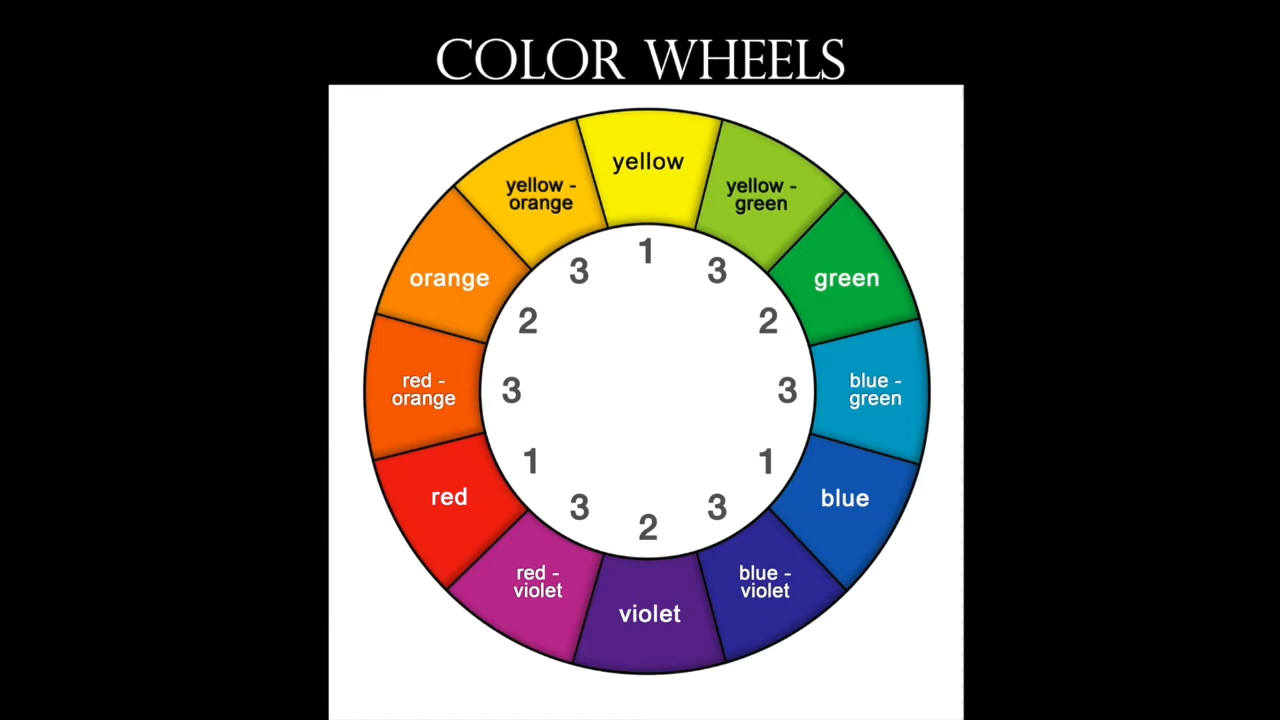 COLOR WHEELS
yellow
yellow -
orange
yellow -
green
1
3
3
orange
green
2
2
red -
orange
3
3
blue -
green
1
1
red
blue
3
3
2
red -
violet
blue -
violet
violet